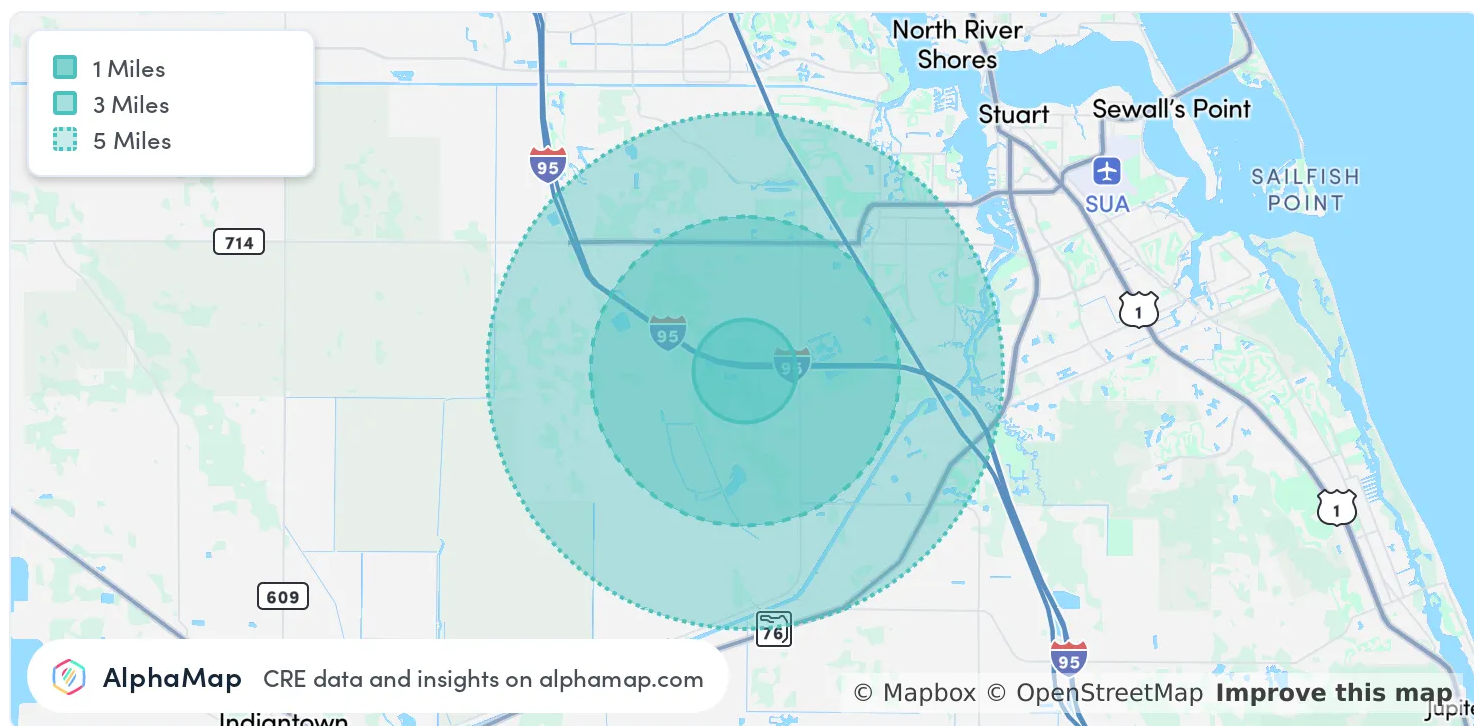 1 Miles
3 Miles
5 Miles
North River
Shores
Stuart
Sewall's Point
SAILFISH
POINT
SUA
95
714
1
95
95
1
609
76
95
AlphaMap
CRE data and insights on alphamap.com
© Mapbox © OpenStreetMap Improve this map
Indiantown
Jupite